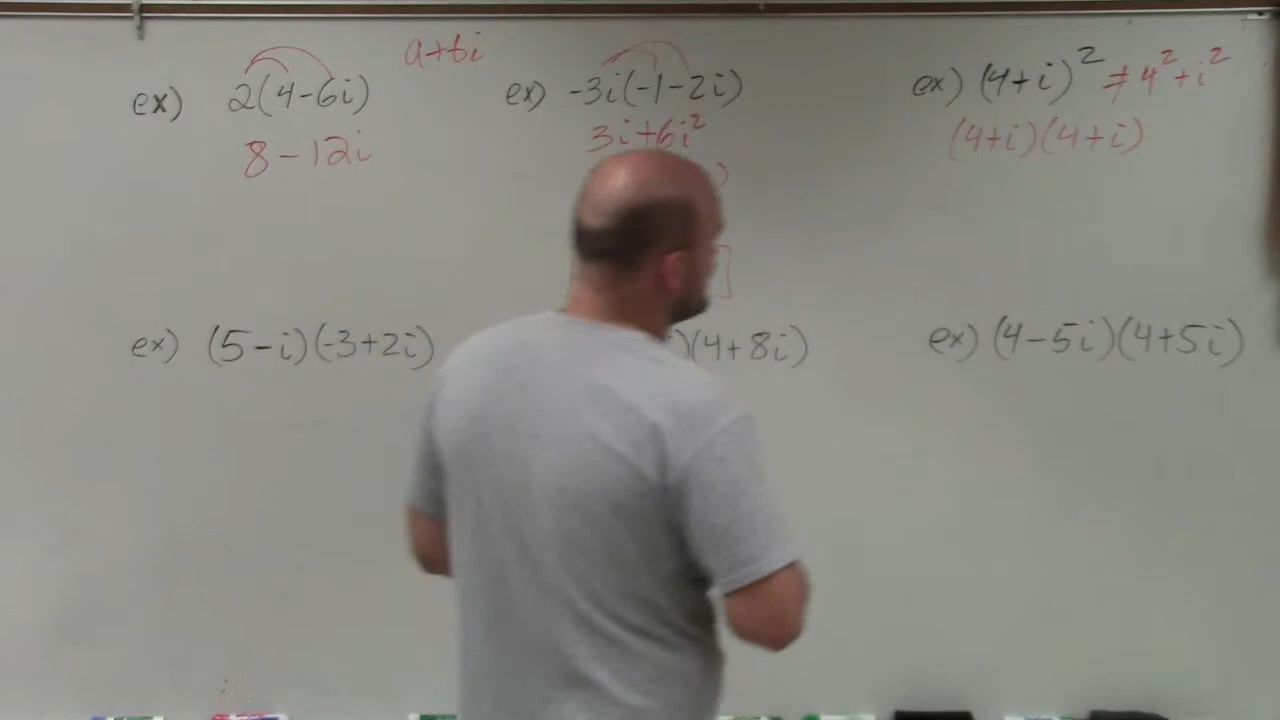 a+bi
ex) 2(4-6i)
8-12i
ex) -3i(-1-2i)
3i+6i²
)
ex) (4+i)² ≠ 4²+i²
(4+i)(4+i)
ex) (5-i)(-3+2i)
)(4+8i)
ex) (4-5i)(4+5i)